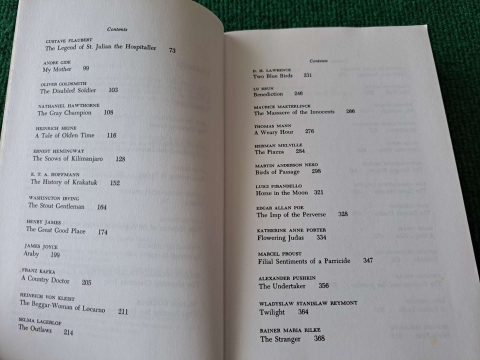 Contents
GUSTAVE FLAUBERT
The Legend of St. Julian the Hospitaller 73
ANDRE GIDE
My Mother 99
OLIVER GOLDSMITH
The Disabled Soldier 103
NATHANIEL HAWTHORNE
The Gray Champion 108
HEINRICH HEINE
A Tale of Olden Time 116
ERNEST HEMINGWAY
The Snows of Kilimanjaro 128
E. T. A. HOFFMANN
The History of Krakatuk 152
WASHINGTON IRVING
The Stout Gentleman 164
HENRY JAMES
The Great Good Place 174
JAMES JOYCE
Araby 199
FRANZ KAFKA
A Country Doctor 205
HEINRICH VON KLEIST
The Beggar-Woman of Locarno 211
SELMA LAGERLOF
The Outlaws 214
Contents
D. H. LAWRENCE
Two Blue Birds 231
LU HSUN
Benediction 246
MAURICE MAETERLINCK
The Massacre of the Innocents 266
THOMAS MANN
A Weary Hour 276
HERMAN MELVILLE
The Piazza 284
MARTIN ANDERSON NEXO
Birds of Passage 298
LUIGI PIRANDELLO
Horse in the Moon 321
EDGAR ALLAN POE
The Imp of the Perverse 328
KATHERINE ANNE PORTER
Flowering Judas 334
MARCEL PROUST
Filial Sentiments of a Parricide 347
ALEXANDER PUSHKIN
The Undertaker 356
WLADYSLAW STANISLAW REYMONT
Twilight 364
RAINER MARIA RILKE
The Stranger 368